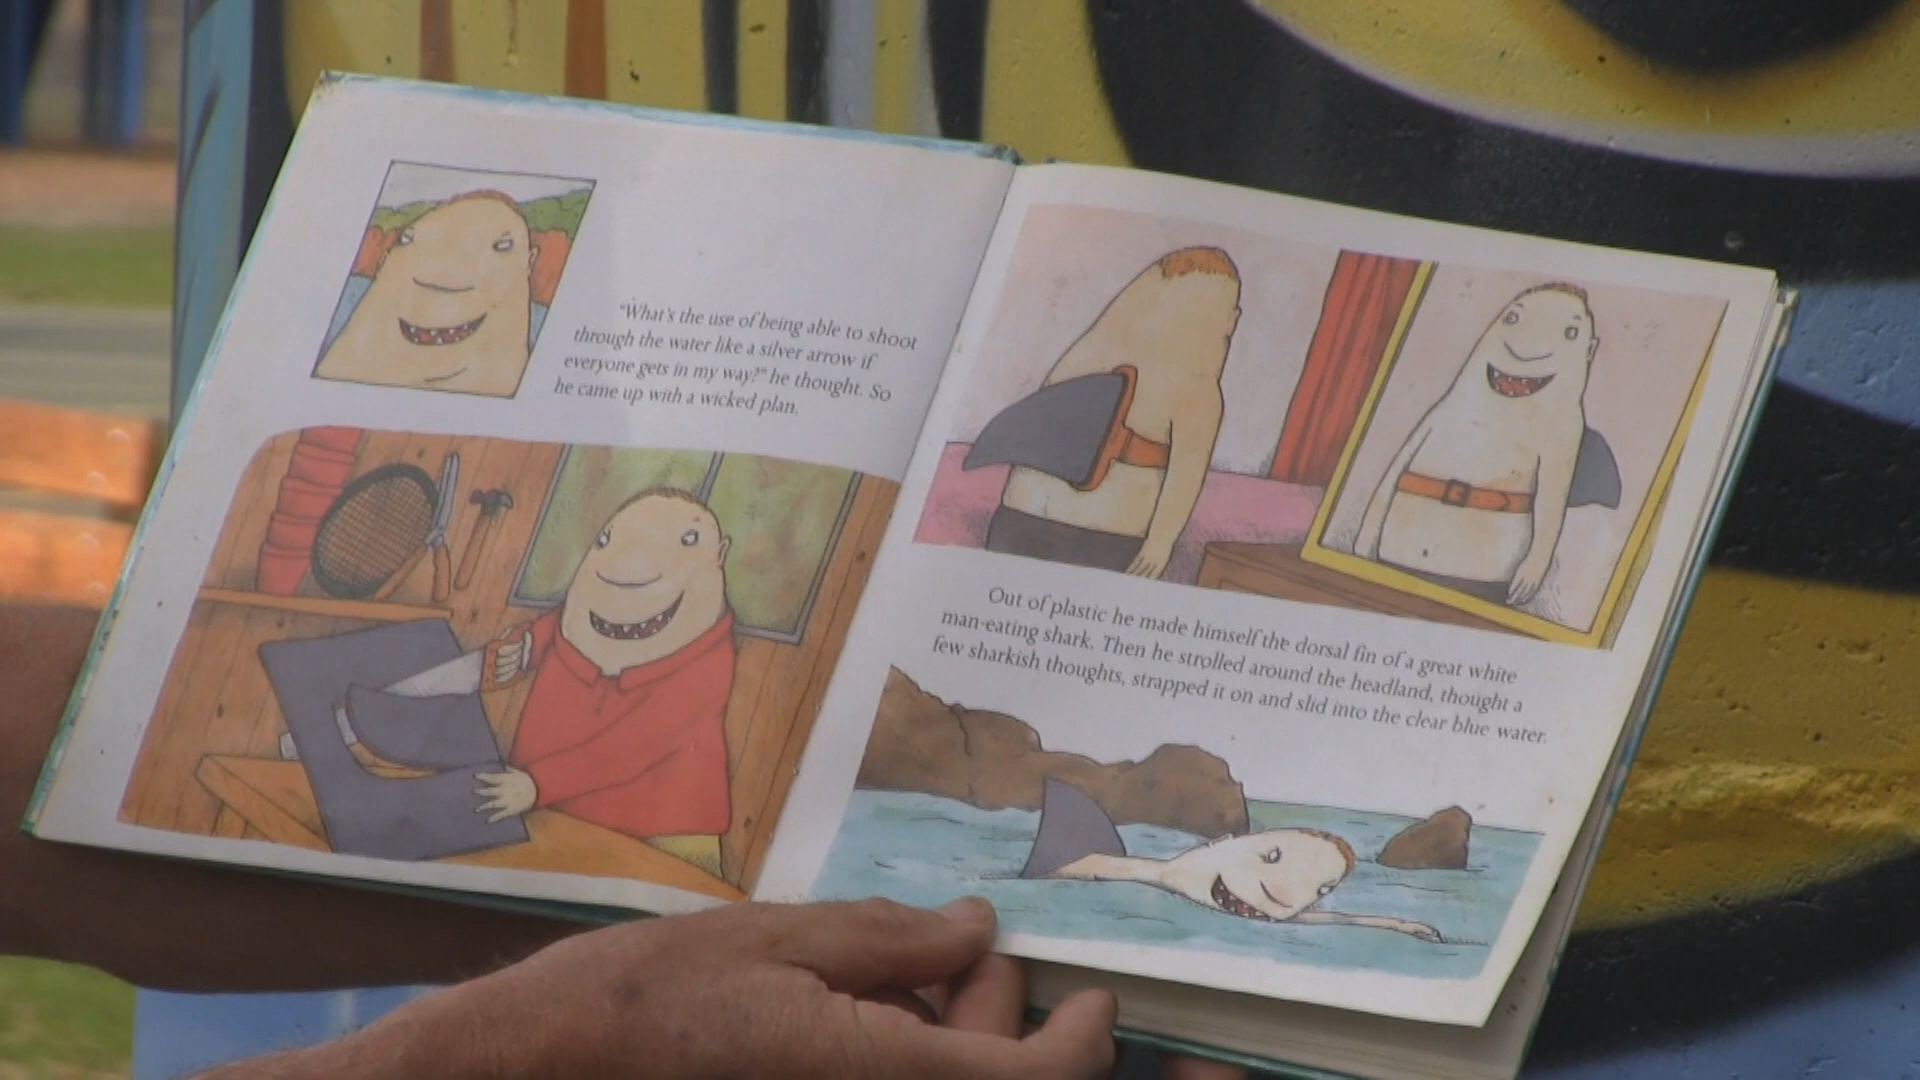 "What's the use of being able to shoot
through the water like a silver arrow if
everyone gets in my way?" he thought. So
he came up with a wicked plan.
Out of plastic he made himself the dorsal fin of a great white
man-eating shark. Then he strolled around the headland, thought a
few sharkish thoughts, strapped it on and slid into the clear blue water.